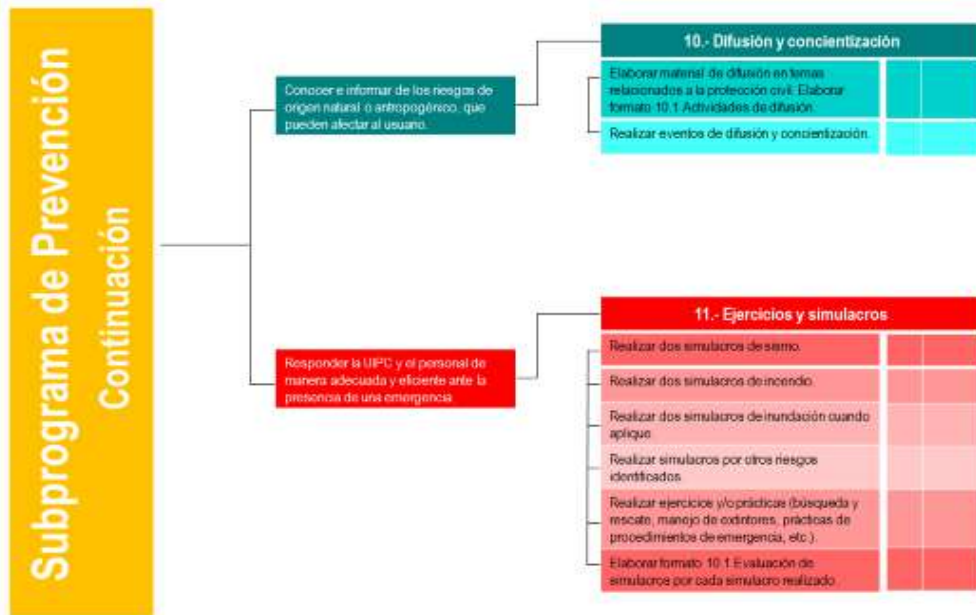 Subprograma de Prevención
Continuación
Conocer e informar de los riesgos de
origen natural o antropogénico, que
pueden afectar al usuario.
10.- Difusión y concientización
Elaborar material de difusión en temas
relacionados a la protección civil. Elaborar
formato 10.1 Actividades de difusión.
Realizar eventos de difusión y concientización.
Responder la UIPC y el personal de
manera adecuada y eficiente ante la
presencia de una emergencia
11.- Ejercicios y simulacros
Realizar dos simulacros de sismo.
Realizar dos simulacros de incendio.
Realizar dos simulacros de inundación cuando
aplique
Realizar simulacros por otros riesgos
identificados
Realizar ejercicios y/o prácticas (búsqueda y
rescate, manejo de extintores, prácticas de
procedimientos de emergencia, etc.).
Elaborar formato 10.1 Evaluación de
simulacros por cada simulacro realizado